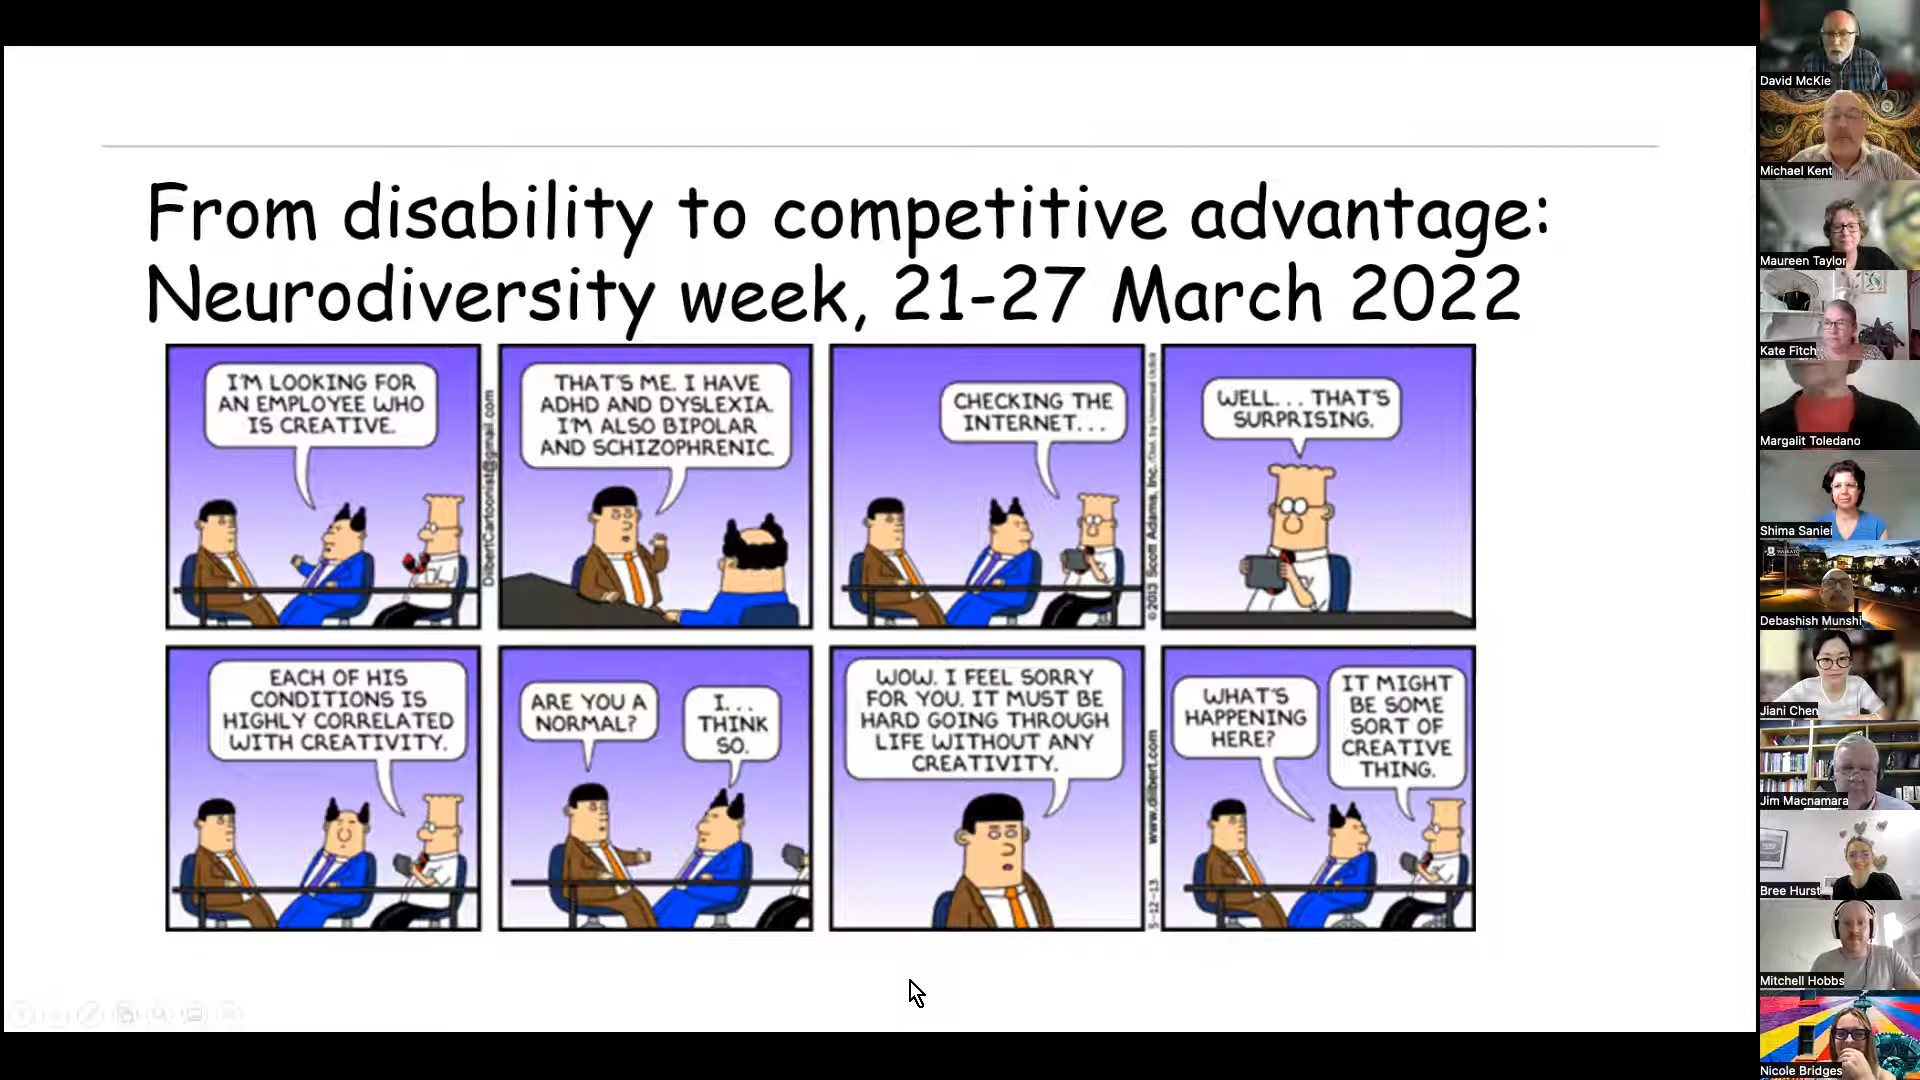 From disability to competitive advantage:
Neurodiversity week, 21-27 March 2022
I'M LOOKING FOR
AN EMPLOYEE WHO
IS CREATIVE.
DilbertCartoonist@gmail.com
THAT'S ME. I HAVE
ADHD AND DYSLEXIA.
I'M ALSO BIPOLAR
AND SCHIZOPHRENIC.
CHECKING THE
INTERNET...
©2013 Scott Adams, Inc. /Dist. by Universal Uclick
WELL... THAT'S
SURPRISING.
EACH OF HIS
CONDITIONS IS
HIGHLY CORRELATED
WITH CREATIVITY.
ARE YOU A
NORMAL?
I...
THINK
SO.
WOW. I FEEL SORRY
FOR YOU. IT MUST BE
HARD GOING THROUGH
LIFE WITHOUT ANY
CREATIVITY.
5-12-13 www.dilbert.com
WHAT'S
HAPPENING
HERE?
IT MIGHT
BE SOME
SORT OF
CREATIVE
THING.
David McKie
Michael Kent
Maureen Taylor
Kate Fitch
Margalit Toledano
Shima Saniei
WAIKATO
Debashish Munshi
Jiani Chen
Jim Macnamara
Bree Hurst
Mitchell Hobbs
Nicole Bridges